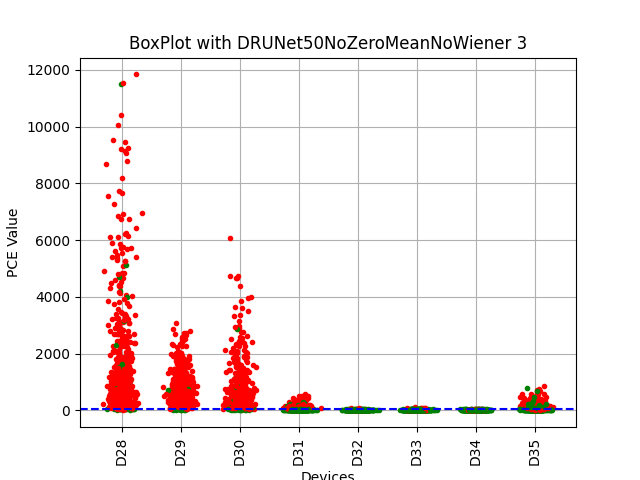 BoxPlot with DRUNet50NoZeroMeanNoWiener 3
12000
10000
8000
6000
4000
2000
0
PCE Value
D28 D29 D30 D31 D32 D33 D34 D35
Devices